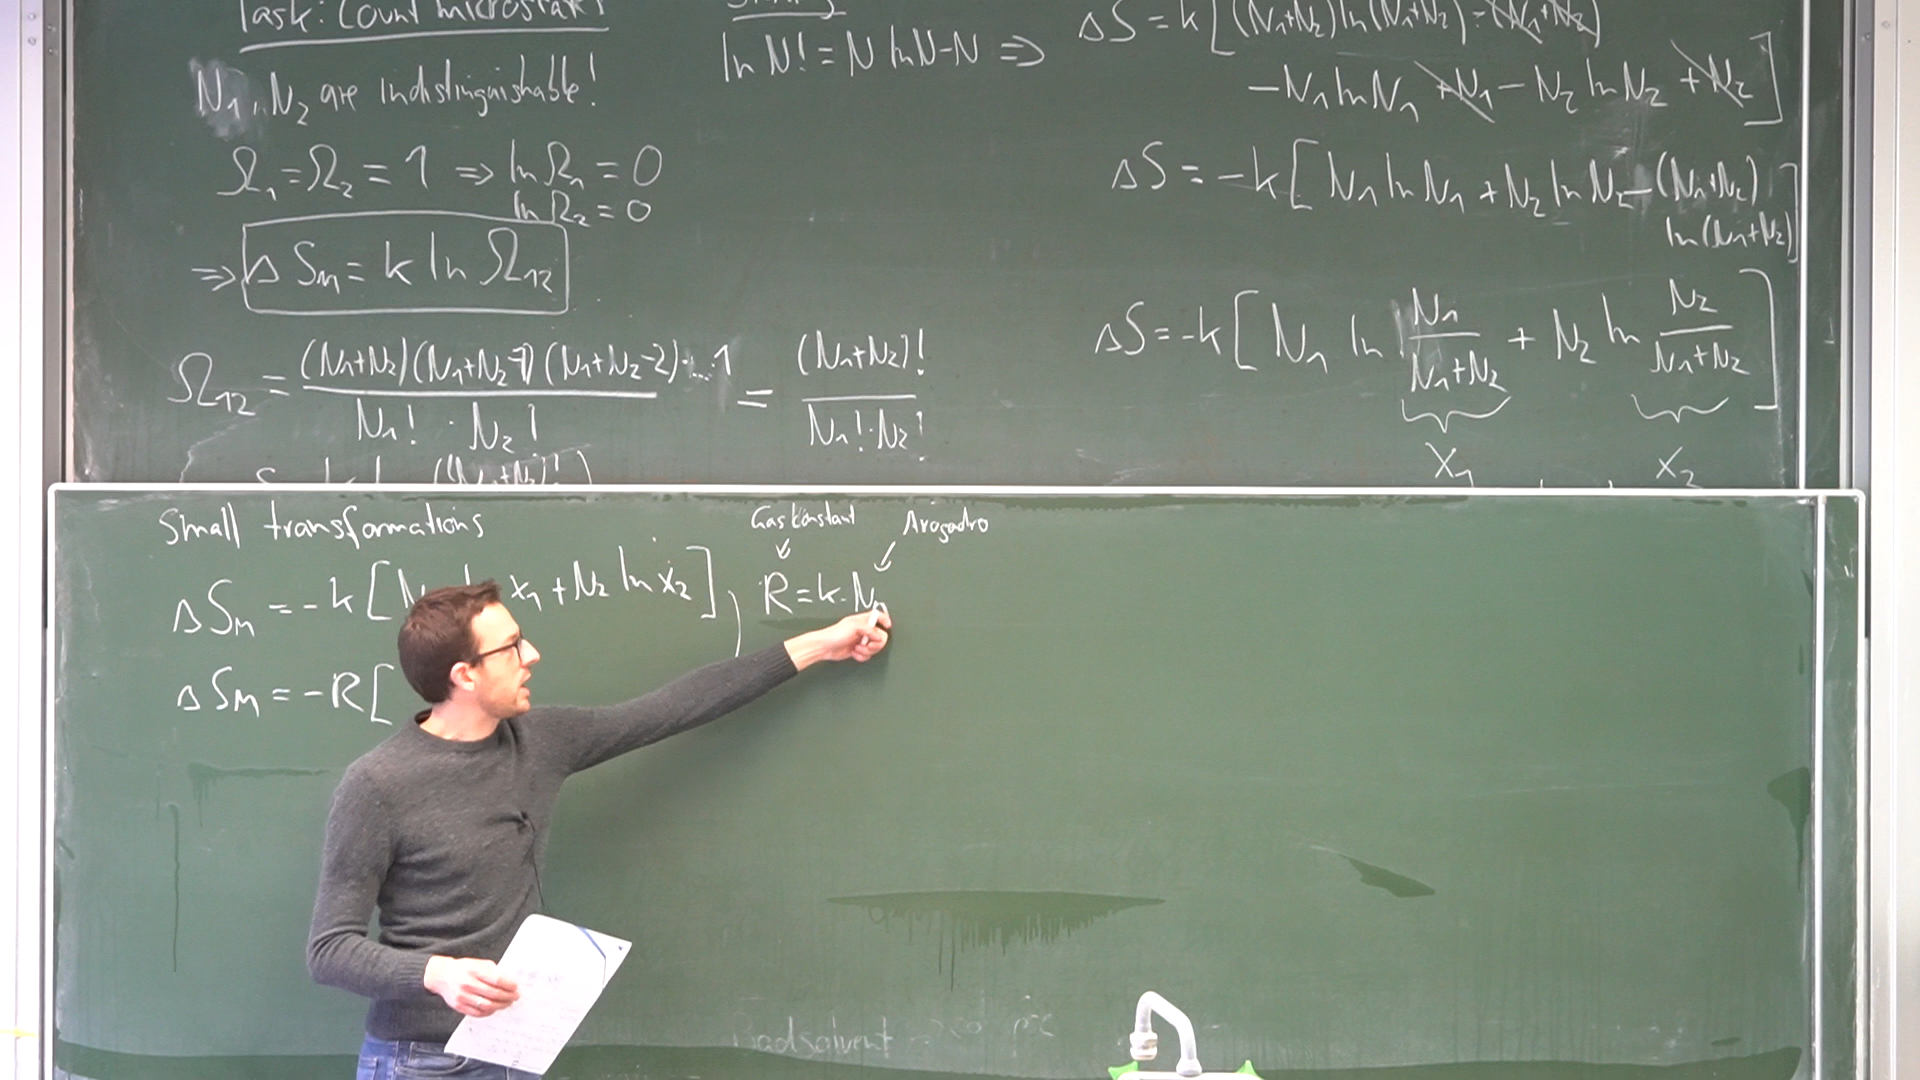 Task: Count microstates
N₁, N₂ are indistinguishable!
Ω₁ = Ω₂ = 1 ⇒ ln Ω₁ = 0
ln Ω₂ = 0
⇒ ΔSₘ = k ln Ω₁₂
Ω₁₂ = (N₁+N₂)(N₁+N₂-1)(N₁+N₂-2)·...·1 / N₁! · N₂! = (N₁+N₂)! / N₁!·N₂!
ln N! = N ln N - N ⇒
ΔS = k[(N₁+N₂) ln(N₁+N₂) - (N₁+N₂)
- N₁ ln N₁ + N₁ - N₂ ln N₂ + N₂]
ΔS = -k[N₁ ln N₁ + N₂ ln N₂ - (N₁+N₂)
ln(N₁+N₂)]
ΔS = -k[N₁ ln N₁/(N₁+N₂) + N₂ ln N₂/(N₁+N₂)]
x₁ x₂
Small transformations
Gas Konstant Avogadro
ΔSₘ = -k[ x₁ + N₂ ln x₂], R = k·N
ΔSₘ = -R[
Badsolvent